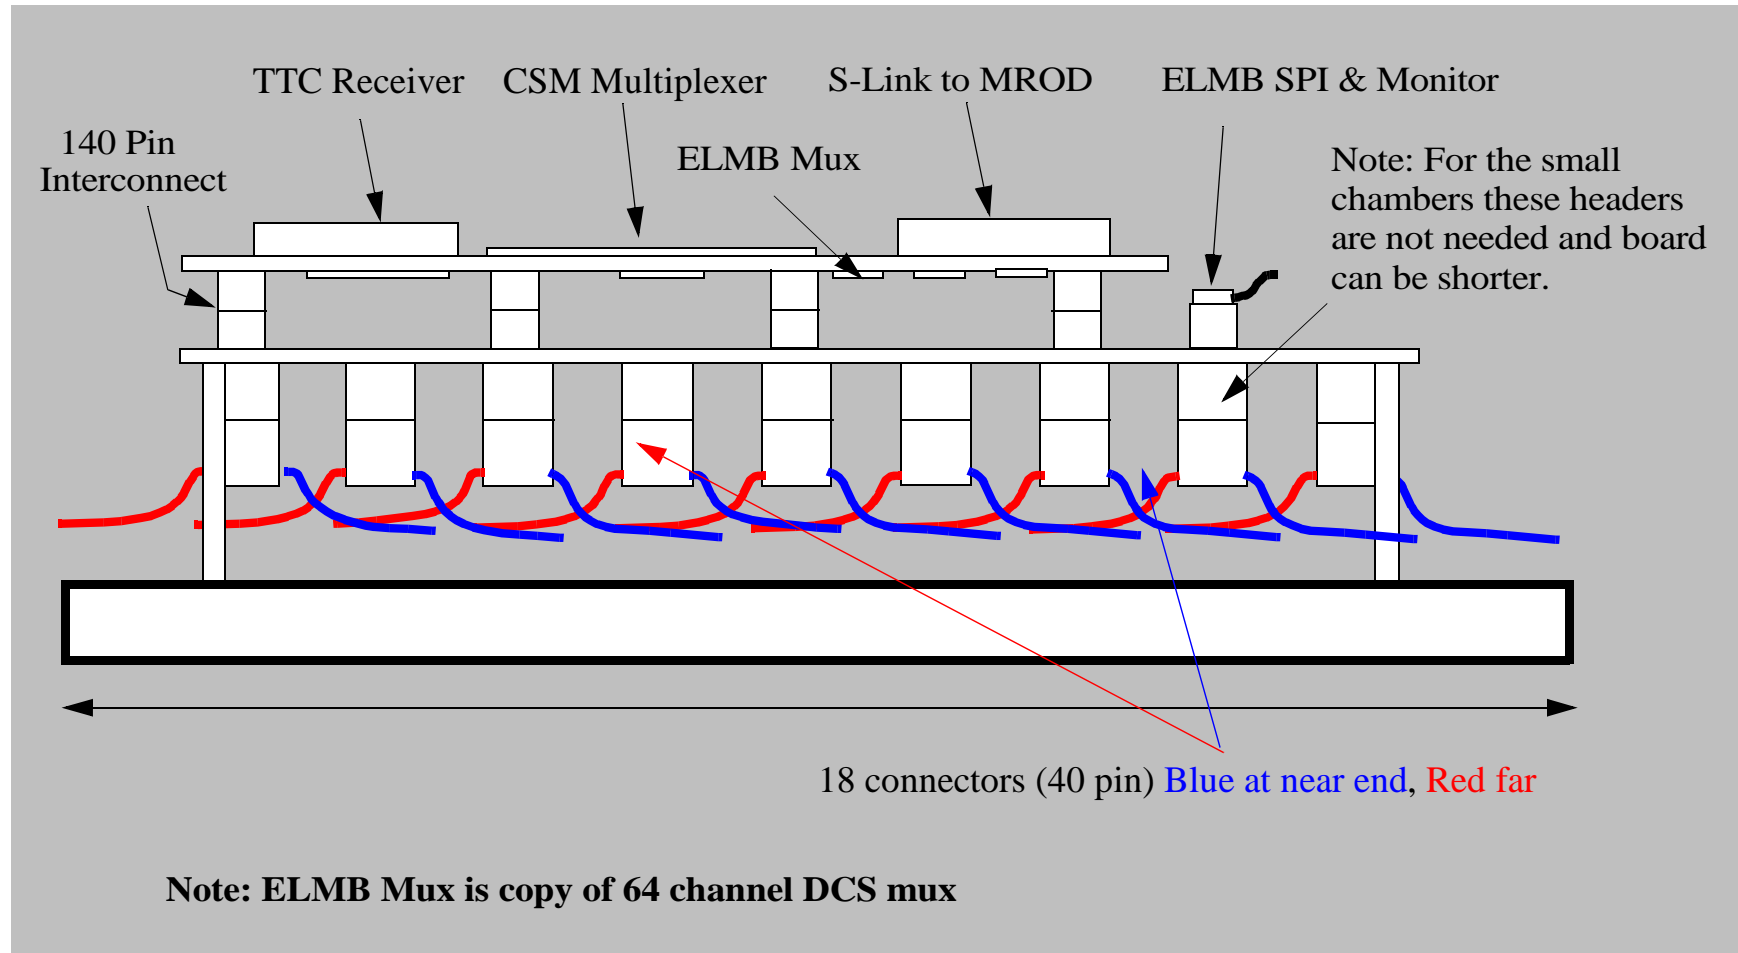 TTC Receiver
CSM Multiplexer
S-Link to MROD
ELMB SPI & Monitor
140 Pin
Interconnect
ELMB Mux
Note: For the small
chambers these headers
are not needed and board
can be shorter.
18 connectors (40 pin) Blue at near end, Red far
Note: ELMB Mux is copy of 64 channel DCS mux